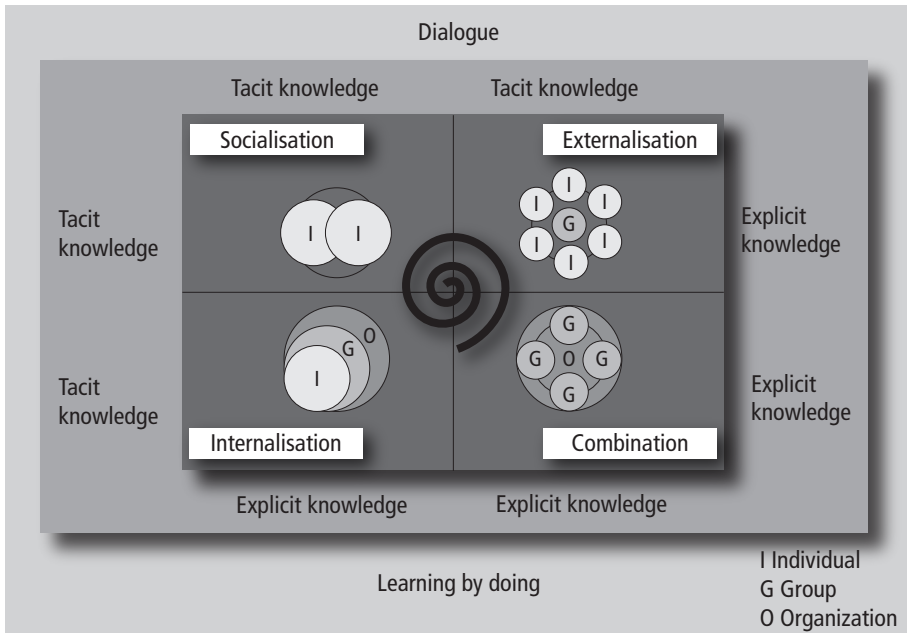 Dialogue
Tacit knowledge
Tacit knowledge
Socialisation
Externalisation
I
I
I
I
I
I
G
I
I
Tacit
knowledge
Explicit
knowledge
O
G
I
G
G
O
G
G
Tacit
knowledge
Explicit
knowledge
Internalisation
Combination
Explicit knowledge
Explicit knowledge
Learning by doing
I Individual
G Group
O Organization